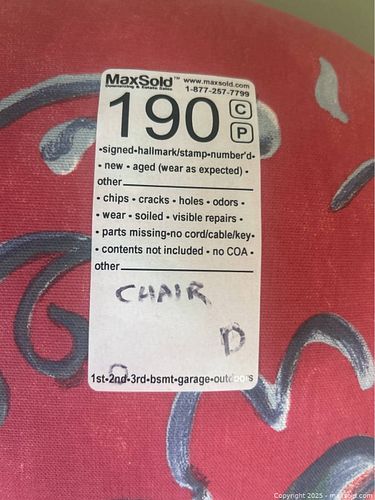 MaxSold™ www.maxsold.com
Downsizing & Estate Sales 1-877-257-7799
190 C
P
•signed•hallmark/stamp•number'd•
• new • aged (wear as expected) •
other
• chips • cracks • holes • odors •
• wear • soiled • visible repairs •
• parts missing•no cord/cable/key•
• contents not included • no COA •
other
CHAIR
D
1st•2nd•3rd•bsmt•garage•outdoors
Copyright 2025 - maxsold.com